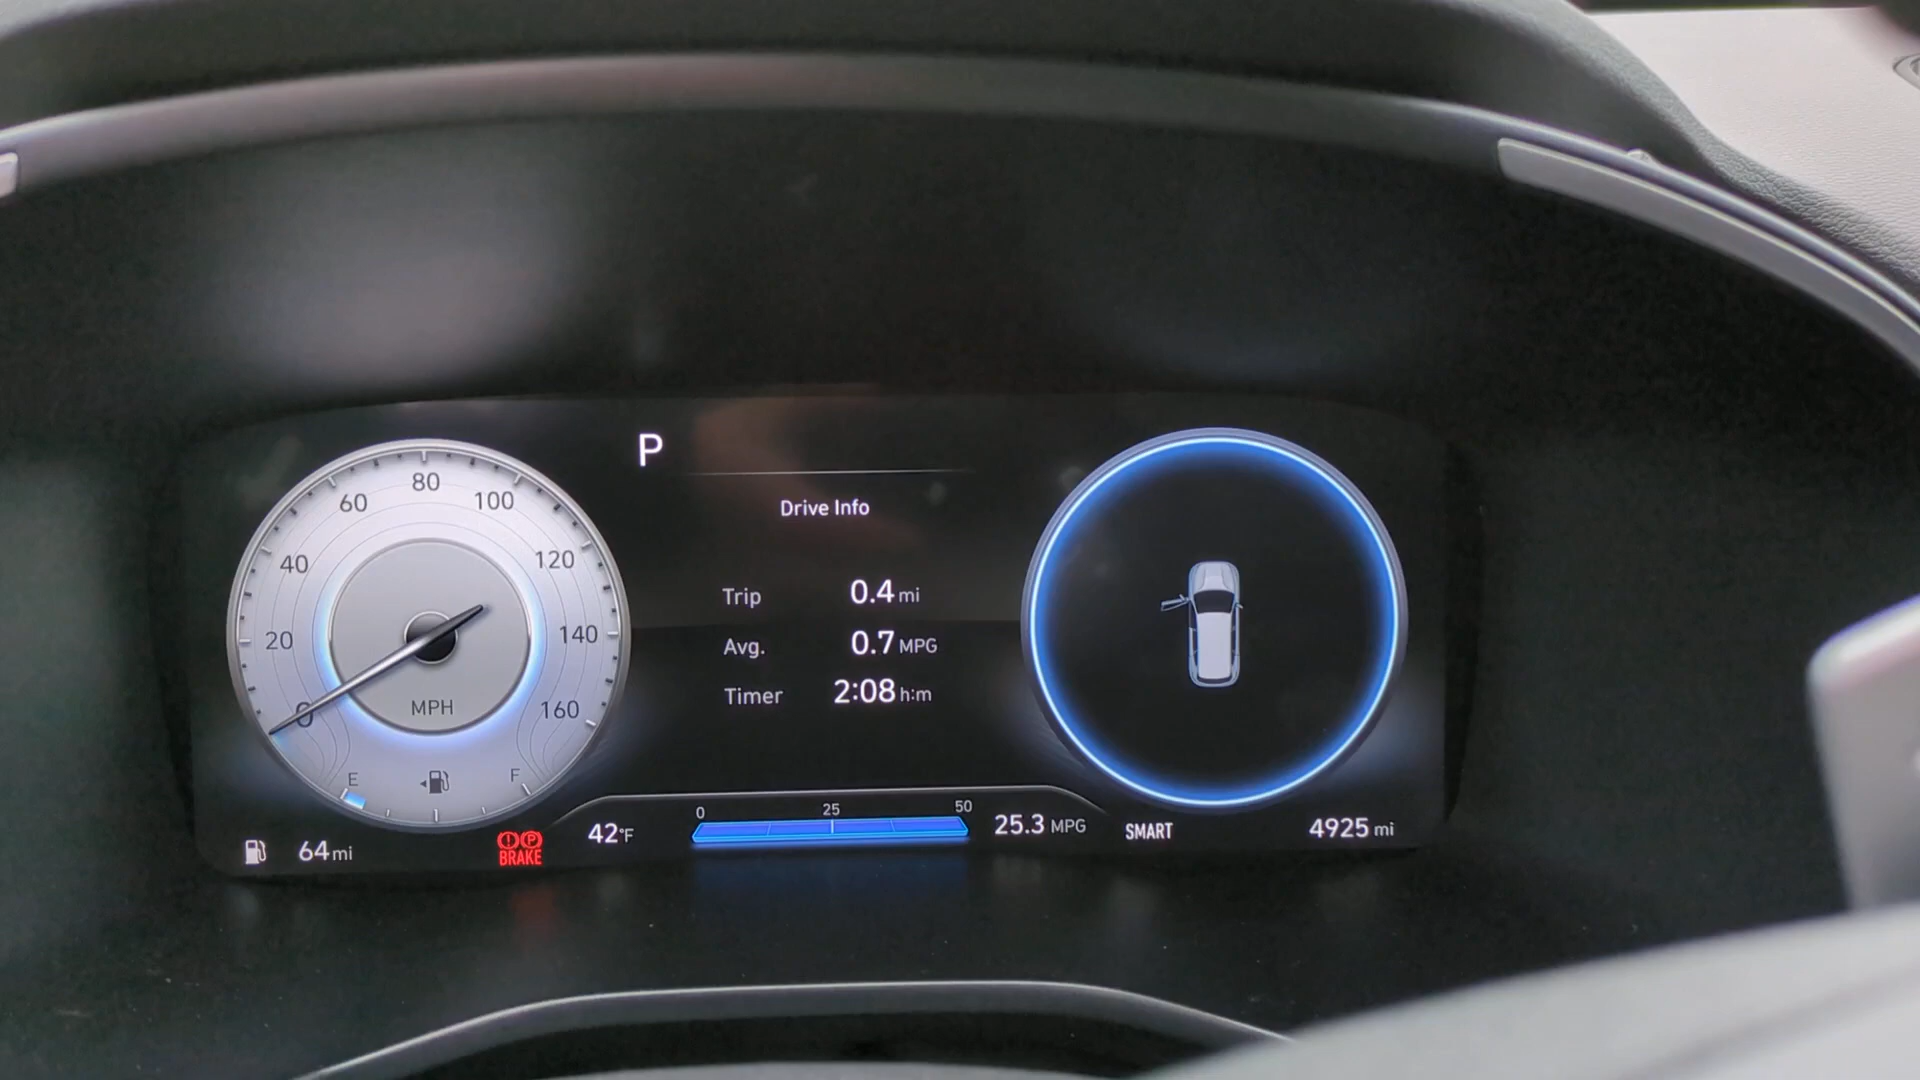 P
Drive Info
Trip 0.4 mi
Avg. 0.7 MPG
Timer 2:08 h:m
0 20 40 60 80 100 120 140 160
MPH
E F
64 mi
BRAKE
42°F
0 25 50
25.3 MPG
SMART
4925 mi